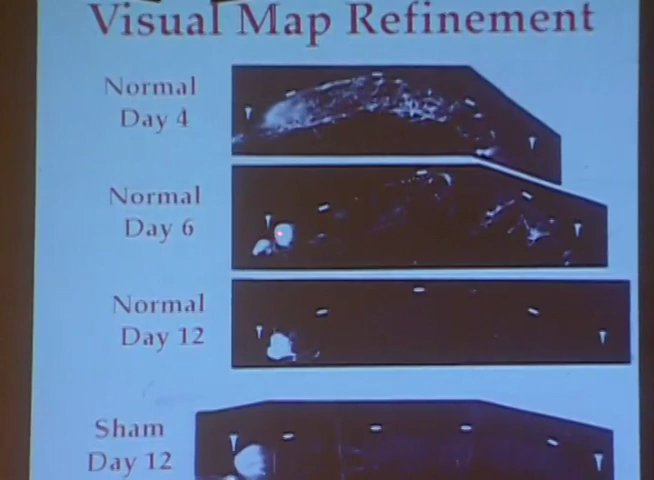 Visual Map Refinement
Normal
Day 4
Normal
Day 6
Normal
Day 12
Sham
Day 12